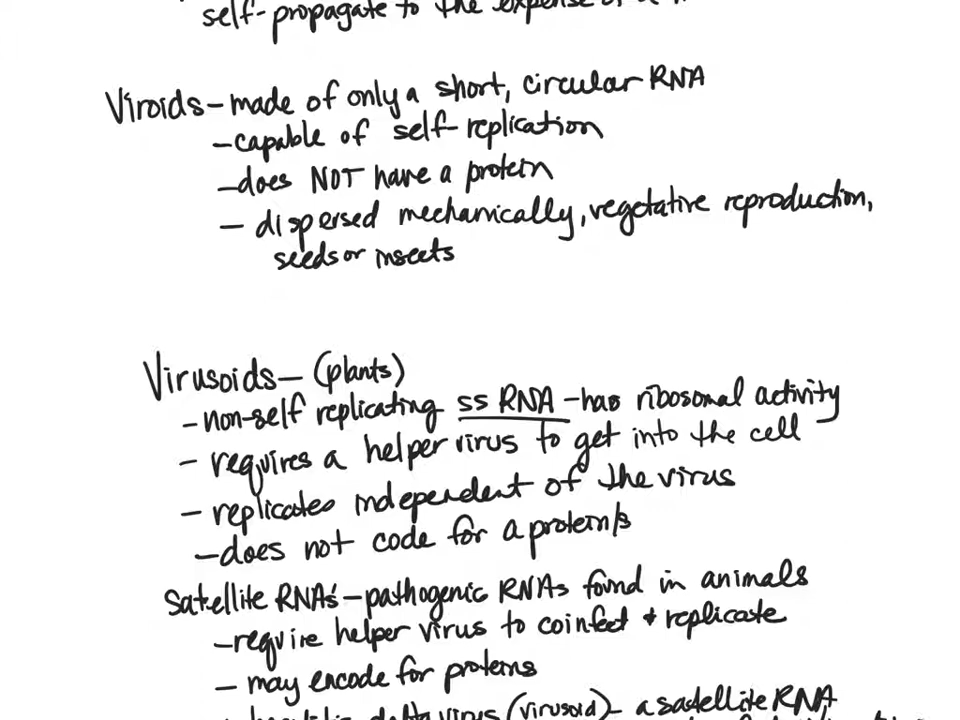 self-propagate to the expense of a
Viroids - made of only a short, circular RNA
- capable of self-replication
- does NOT have a protein
- dispersed mechanically, vegetative reproduction,
seeds or insects
Virusoids - (plants)
- non-self replicating ss RNA - has ribosomal activity
- requires a helper virus to get into the cell
- replicates independent of the virus
- does not code for a protein/s
Satellite RNAs - pathogenic RNAs found in animals
- require helper virus to coinfect + replicate
- may encode for proteins
delta virus (virusoid) - a satellite RNA